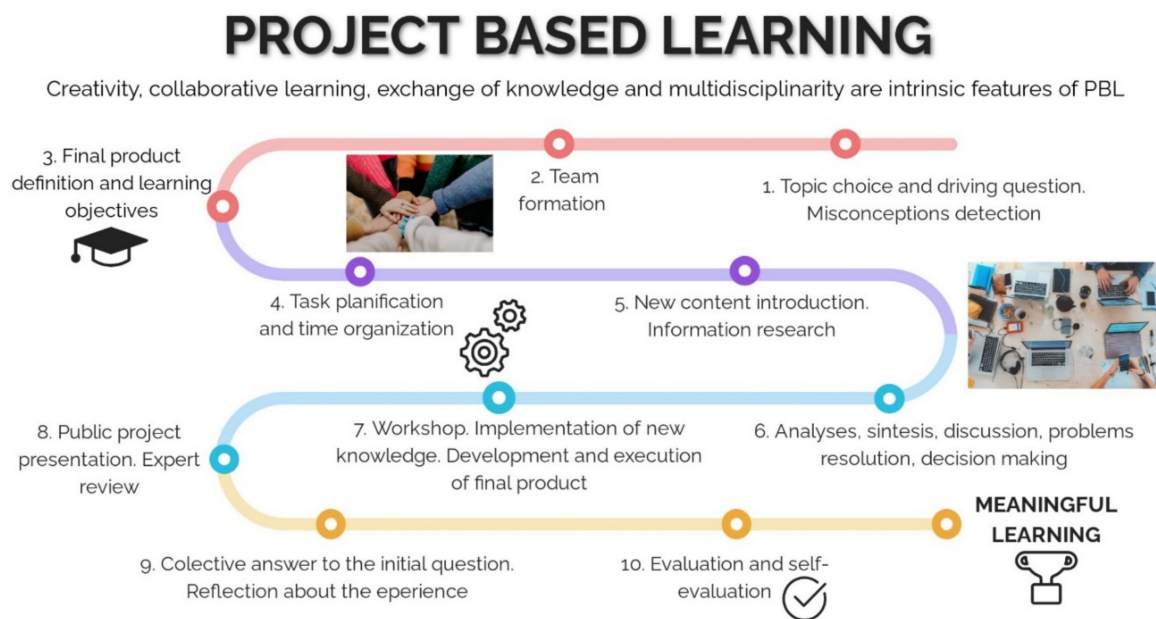 PROJECT BASED LEARNING
Creativity, collaborative learning, exchange of knowledge and multidisciplinarity are intrinsic features of PBL
1. Topic choice and driving question.
Misconceptions detection
2. Team
formation
3. Final product
definition and learning
objectives
4. Task planification
and time organization
5. New content introduction.
Information research
6. Analyses, sintesis, discussion, problems
resolution, decision making
7. Workshop. Implementation of new
knowledge. Development and execution
of final product
8. Public project
presentation. Expert
review
9. Colective answer to the initial question.
Reflection about the eperience
10. Evaluation and self-
evaluation
MEANINGFUL
LEARNING